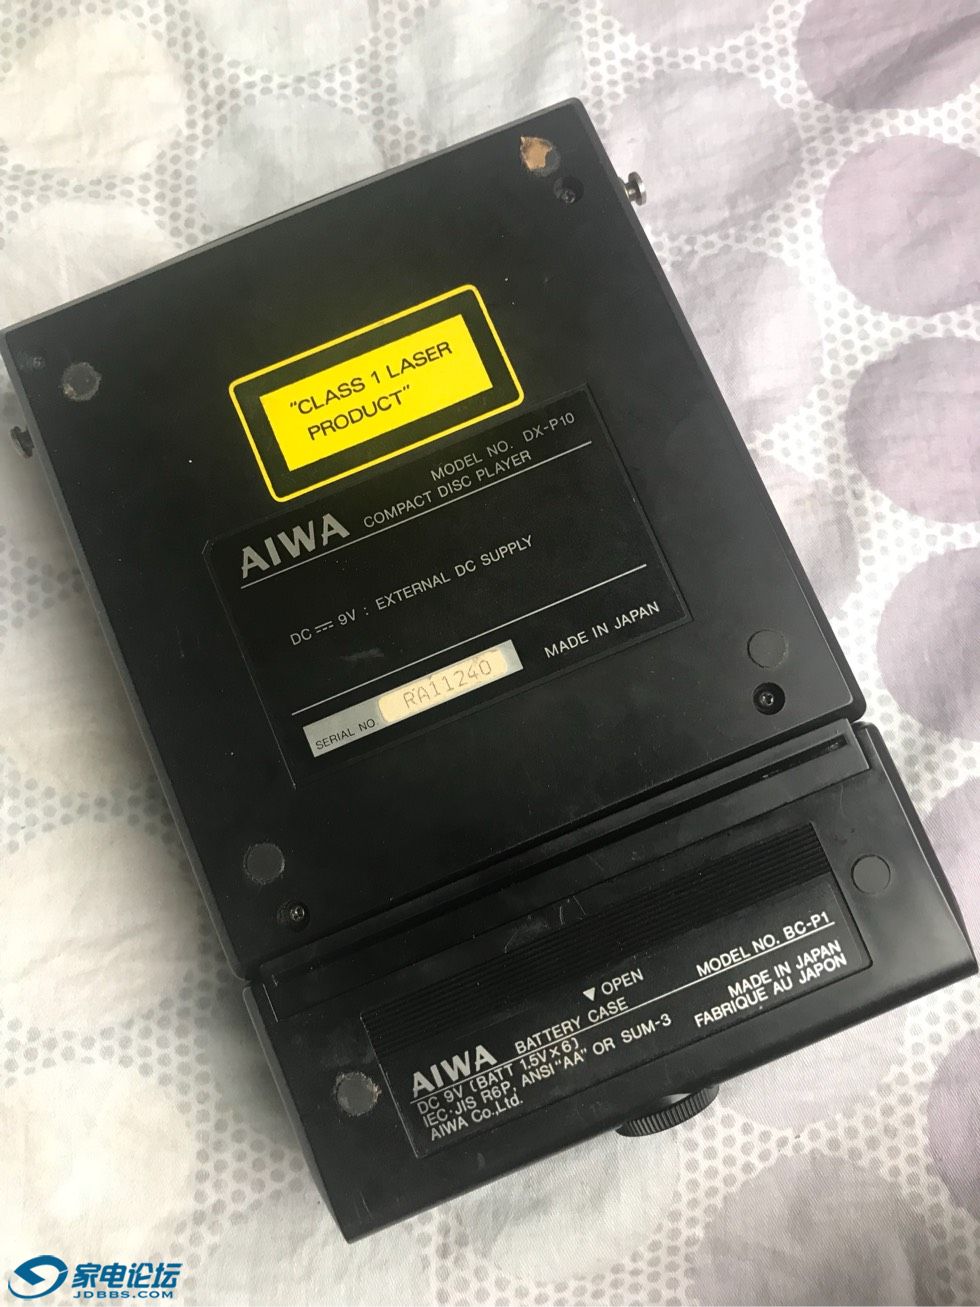 "CLASS 1 LASER
PRODUCT"
MODEL NO. DX-P10
AIWA COMPACT DISC PLAYER
DC ⎓ 9V : EXTERNAL DC SUPPLY
SERIAL NO. RA11240 MADE IN JAPAN
▼ OPEN MODEL NO. BC-P1
AIWA BATTERY CASE
DC 9V (BATT 1.5V×6) MADE IN JAPAN
IEC·JIS R6P, ANSI "AA" OR SUM-3 FABRIQUE AU JAPON
AIWA Co.,Ltd.
家电论坛
JDBBS.COM